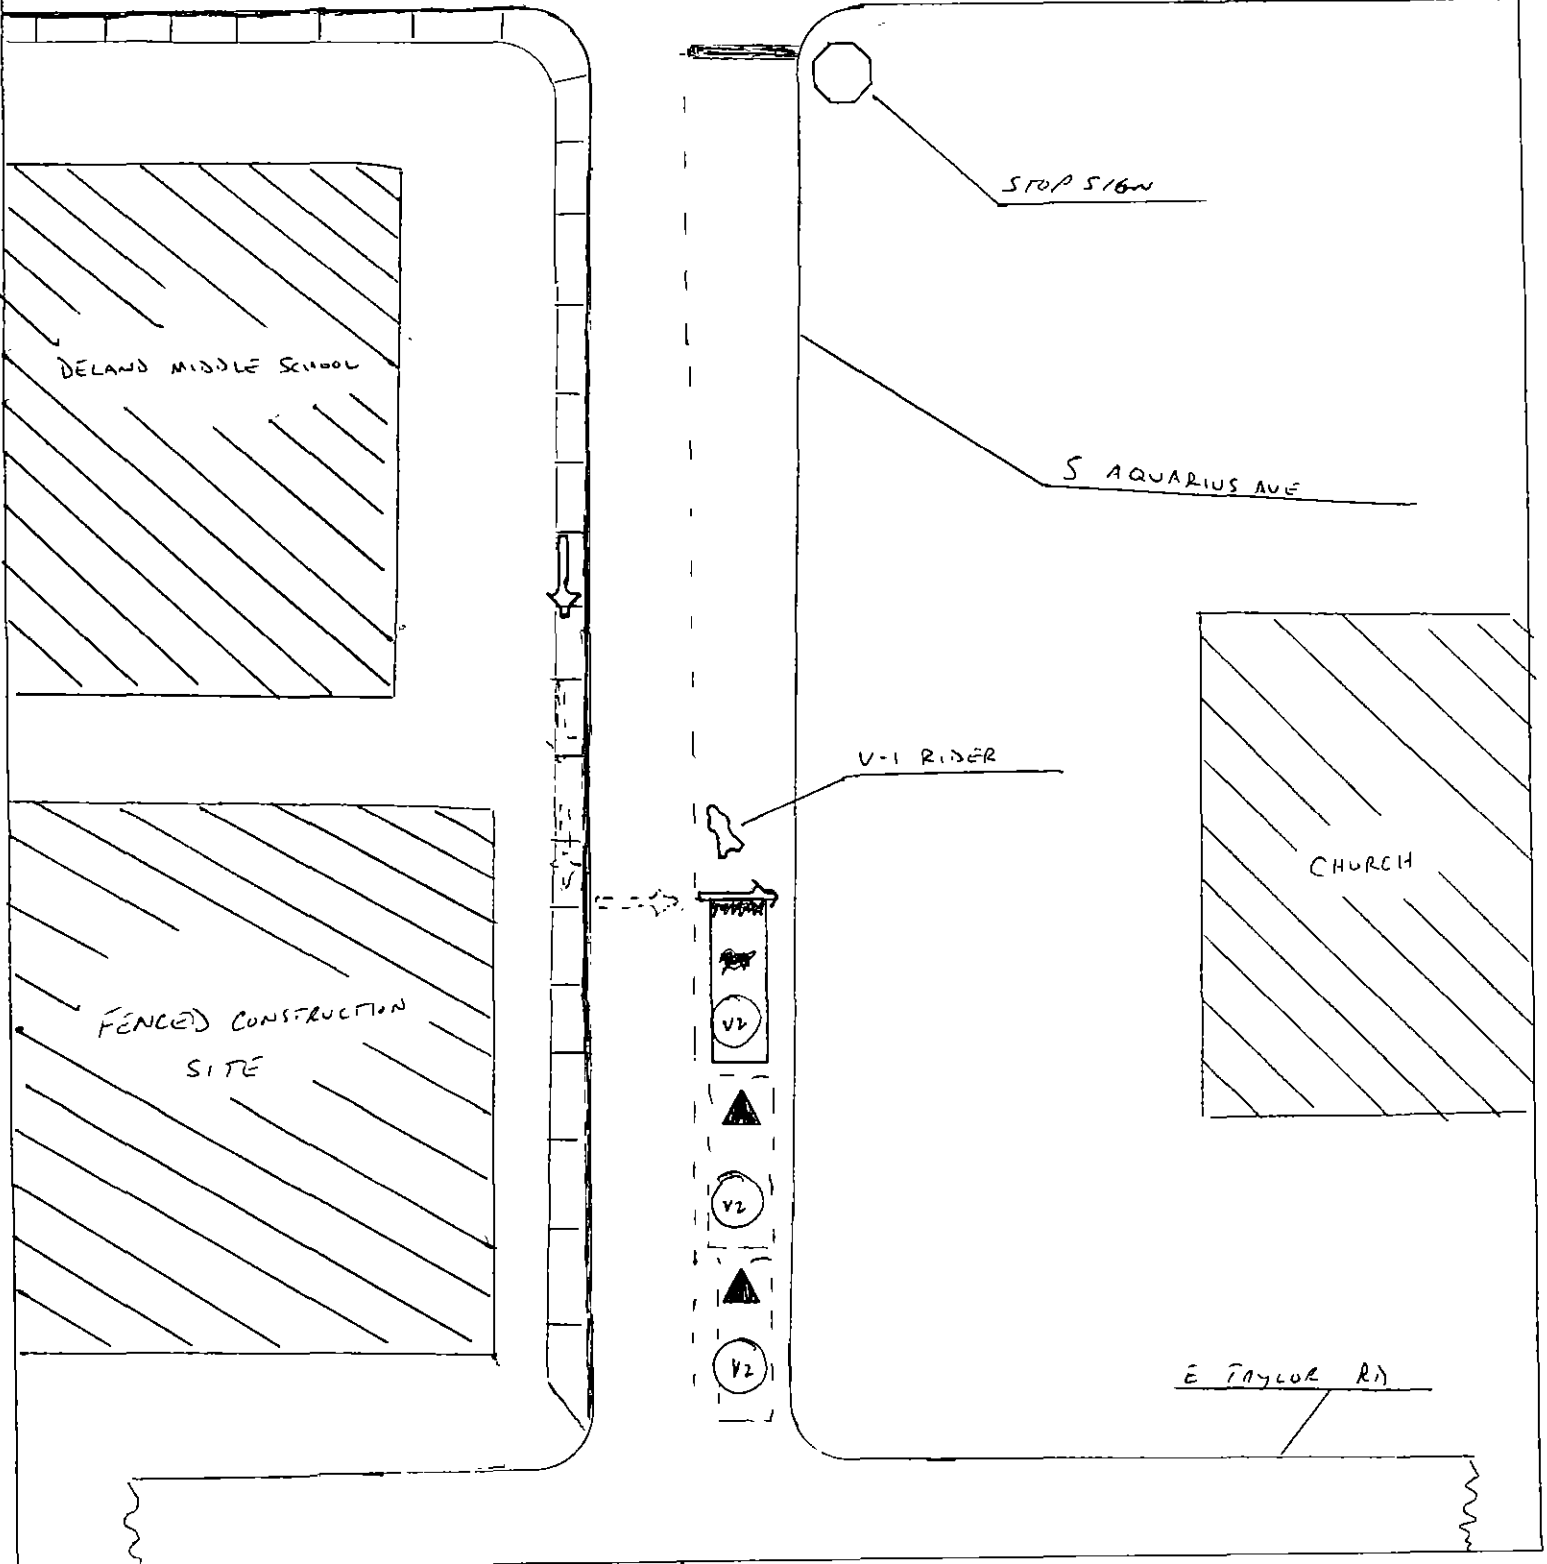 STOP SIGN
DELAND MIDDLE SCHOOL
S AQUARIUS AVE
V-1 RIDER
CHURCH
FENCED CONSTRUCTION
SITE
V2
V2
V2
E TAYLOR RD